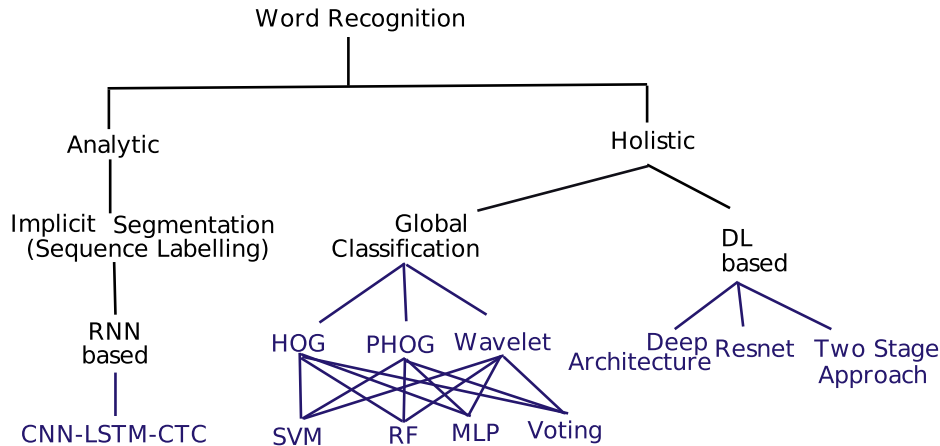 Word Recognition
Analytic
Holistic
Implicit Segmentation
(Sequence Labelling)
Global
Classification
DL
based
RNN
based
HOG
PHOG
Wavelet
Deep
Architecture
Resnet
Two Stage
Approach
CNN-LSTM-CTC
SVM
RF
MLP
Voting